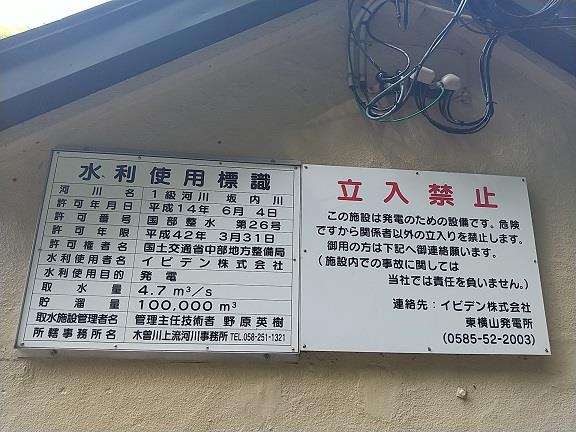 水利使用標識
河川名 1級河川 坂内川
許可年月日 平成14年 6月 4日
許可番号 国部整水 第26号
許可年限 平成42年 3月31日
許可権者名 国土交通省中部地方整備局
水利使用者名 イビデン株式会社
水利使用目的 発電
取水量 4.7m³/s
貯溜量 100,000m³
取水施設管理者名 管理主任技術者 野原英樹
所轄事務所名 木曽川上流河川事務所 TEL.058-251-1321
立入禁止
この施設は発電のための設備です。危険
ですから関係者以外の立入りを禁止します。
御用の方は下記へ御連絡願います。
(施設内での事故に関しては
当社では責任を負いません。)
連絡先:イビデン株式会社
東横山発電所
(0585-52-2003)